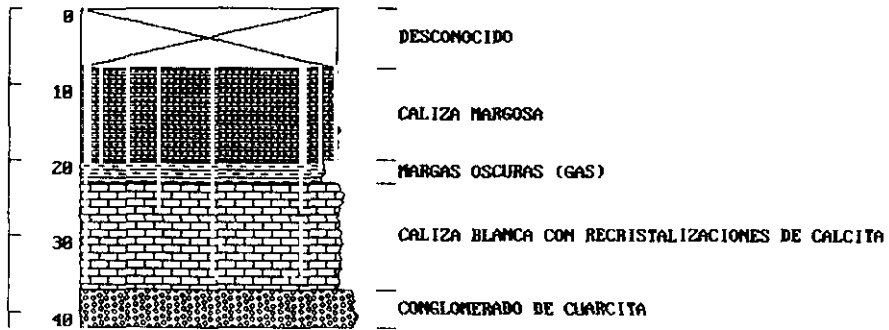 0
DESCONOCIDO
10
CALIZA MARGOSA
20
MARGAS OSCURAS (GAS)
30
CALIZA BLANCA CON RECRISTALIZACIONES DE CALCITA
40
CONGLOMERADO DE CUARCITA